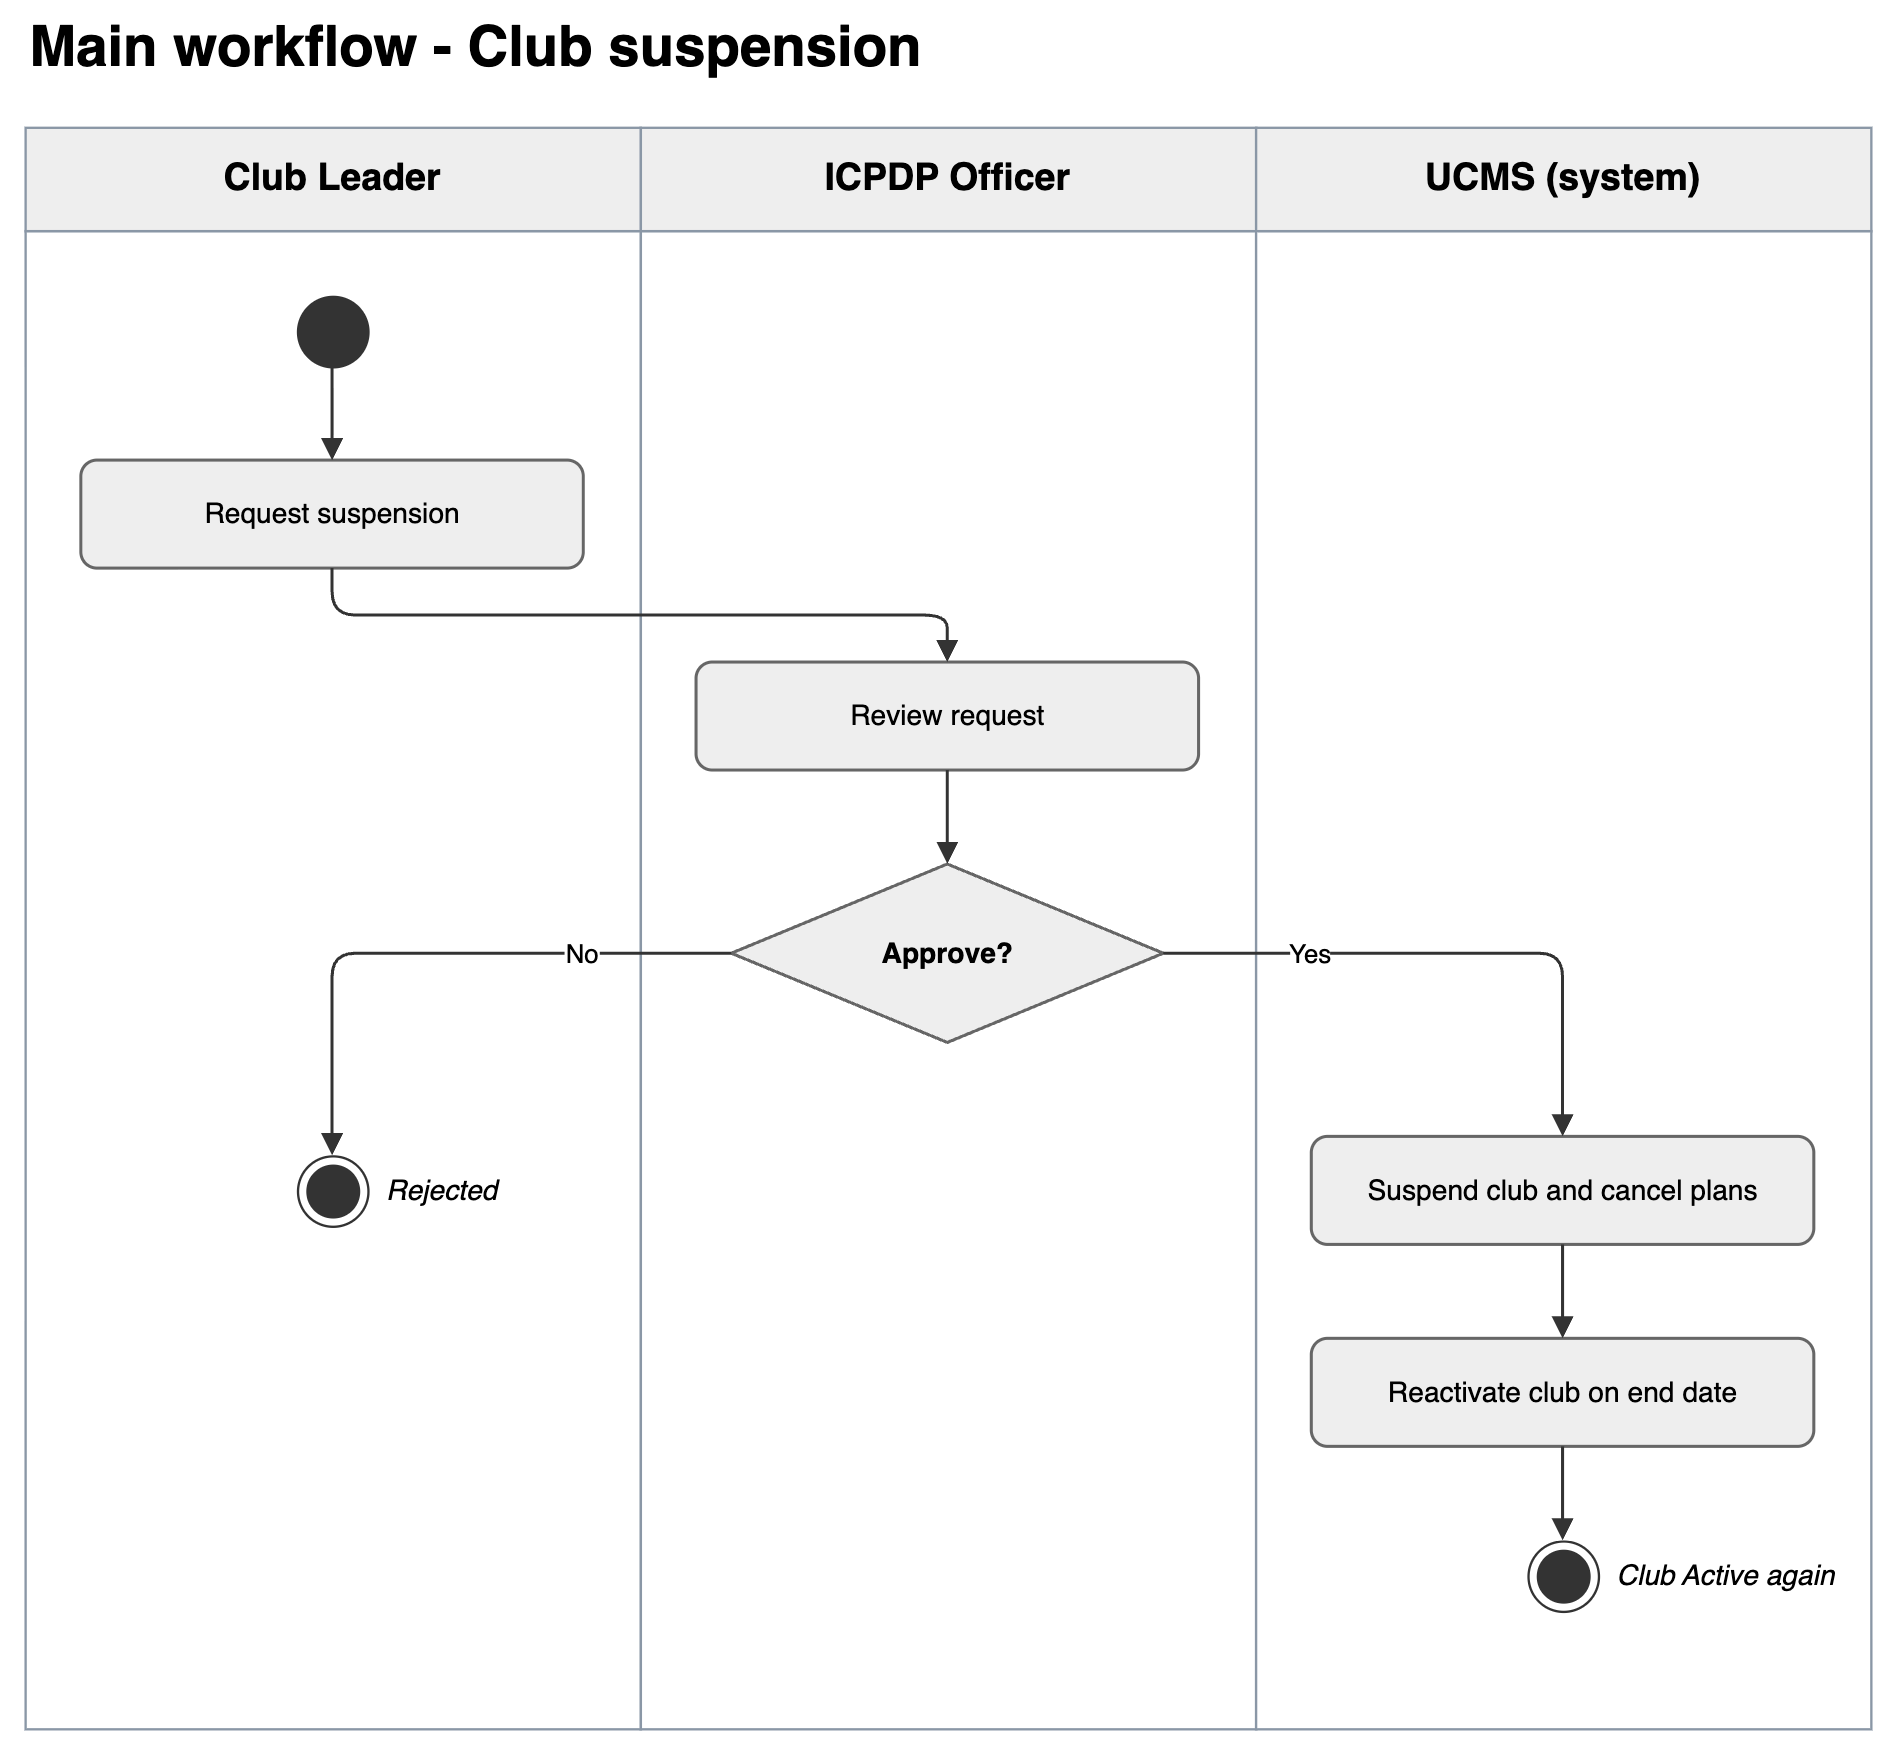 Main workflow - Club suspension
Club Leader
ICPDP Officer
UCMS (system)
Request suspension
Review request
Approve?
No
Yes
Rejected
Suspend club and cancel plans
Reactivate club on end date
Club Active again